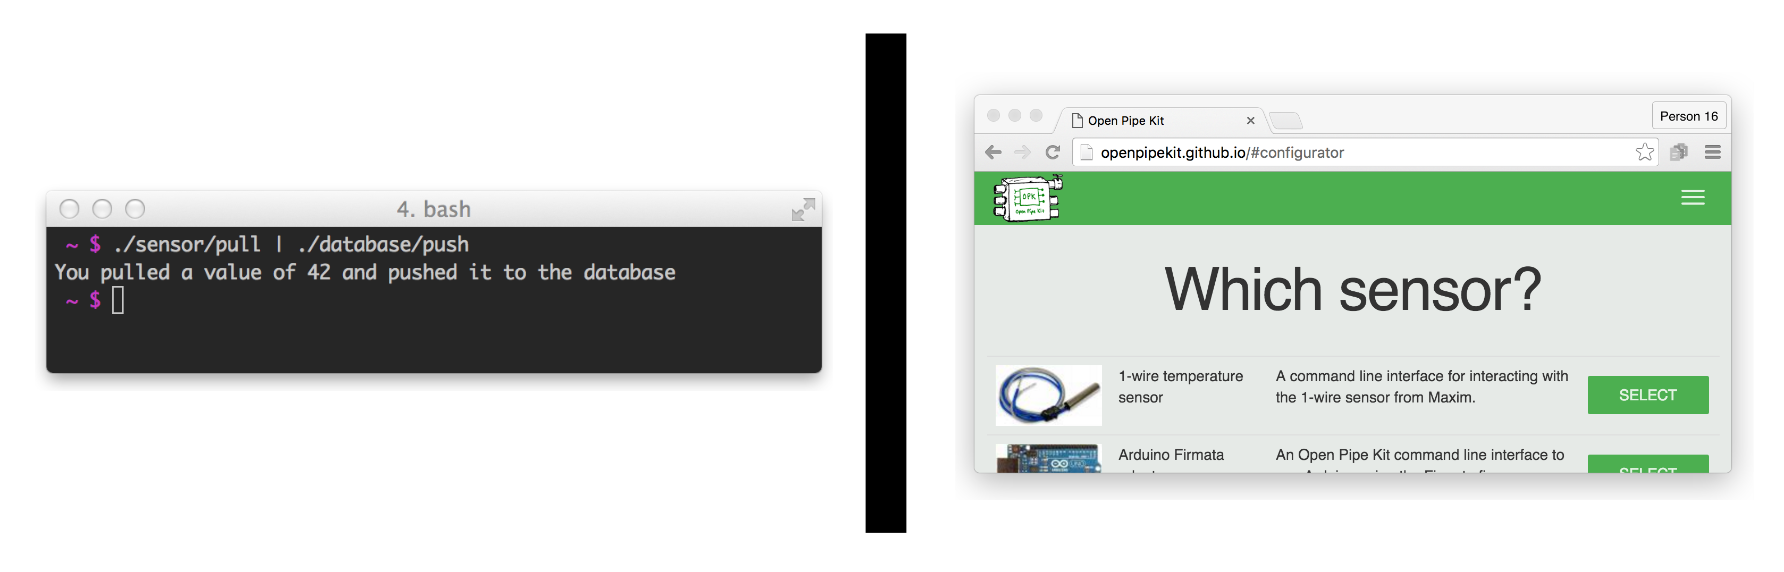 4. bash
~ $ ./sensor/pull | ./database/push
You pulled a value of 42 and pushed it to the database
~ $
Open Pipe Kit
Person 16
openpipekit.github.io/#configurator
OPK
Open Pipe Kit
Which sensor?
1-wire temperature
sensor
A command line interface for interacting with
the 1-wire sensor from Maxim.
SELECT
Arduino Firmata
An Open Pipe Kit command line interface to
SELECT